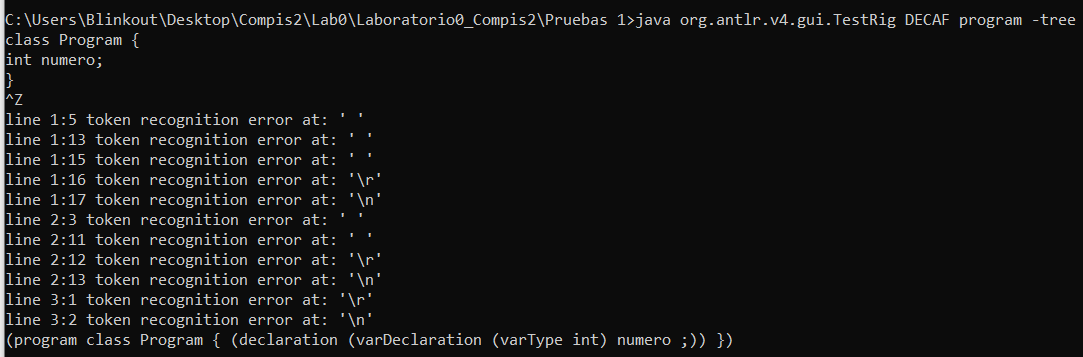 C:\Users\Blinkout\Desktop\Compis2\Lab0\Laboratorio0_Compis2\Pruebas 1>java org.antlr.v4.gui.TestRig DECAF program -tree
class Program {
int numero;
}
^Z
line 1:5 token recognition error at: ' '
line 1:13 token recognition error at: ' '
line 1:15 token recognition error at: ' '
line 1:16 token recognition error at: '\r'
line 1:17 token recognition error at: '\n'
line 2:3 token recognition error at: ' '
line 2:11 token recognition error at: ' '
line 2:12 token recognition error at: '\r'
line 2:13 token recognition error at: '\n'
line 3:1 token recognition error at: '\r'
line 3:2 token recognition error at: '\n'
(program class Program { (declaration (varDeclaration (varType int) numero ;)) })